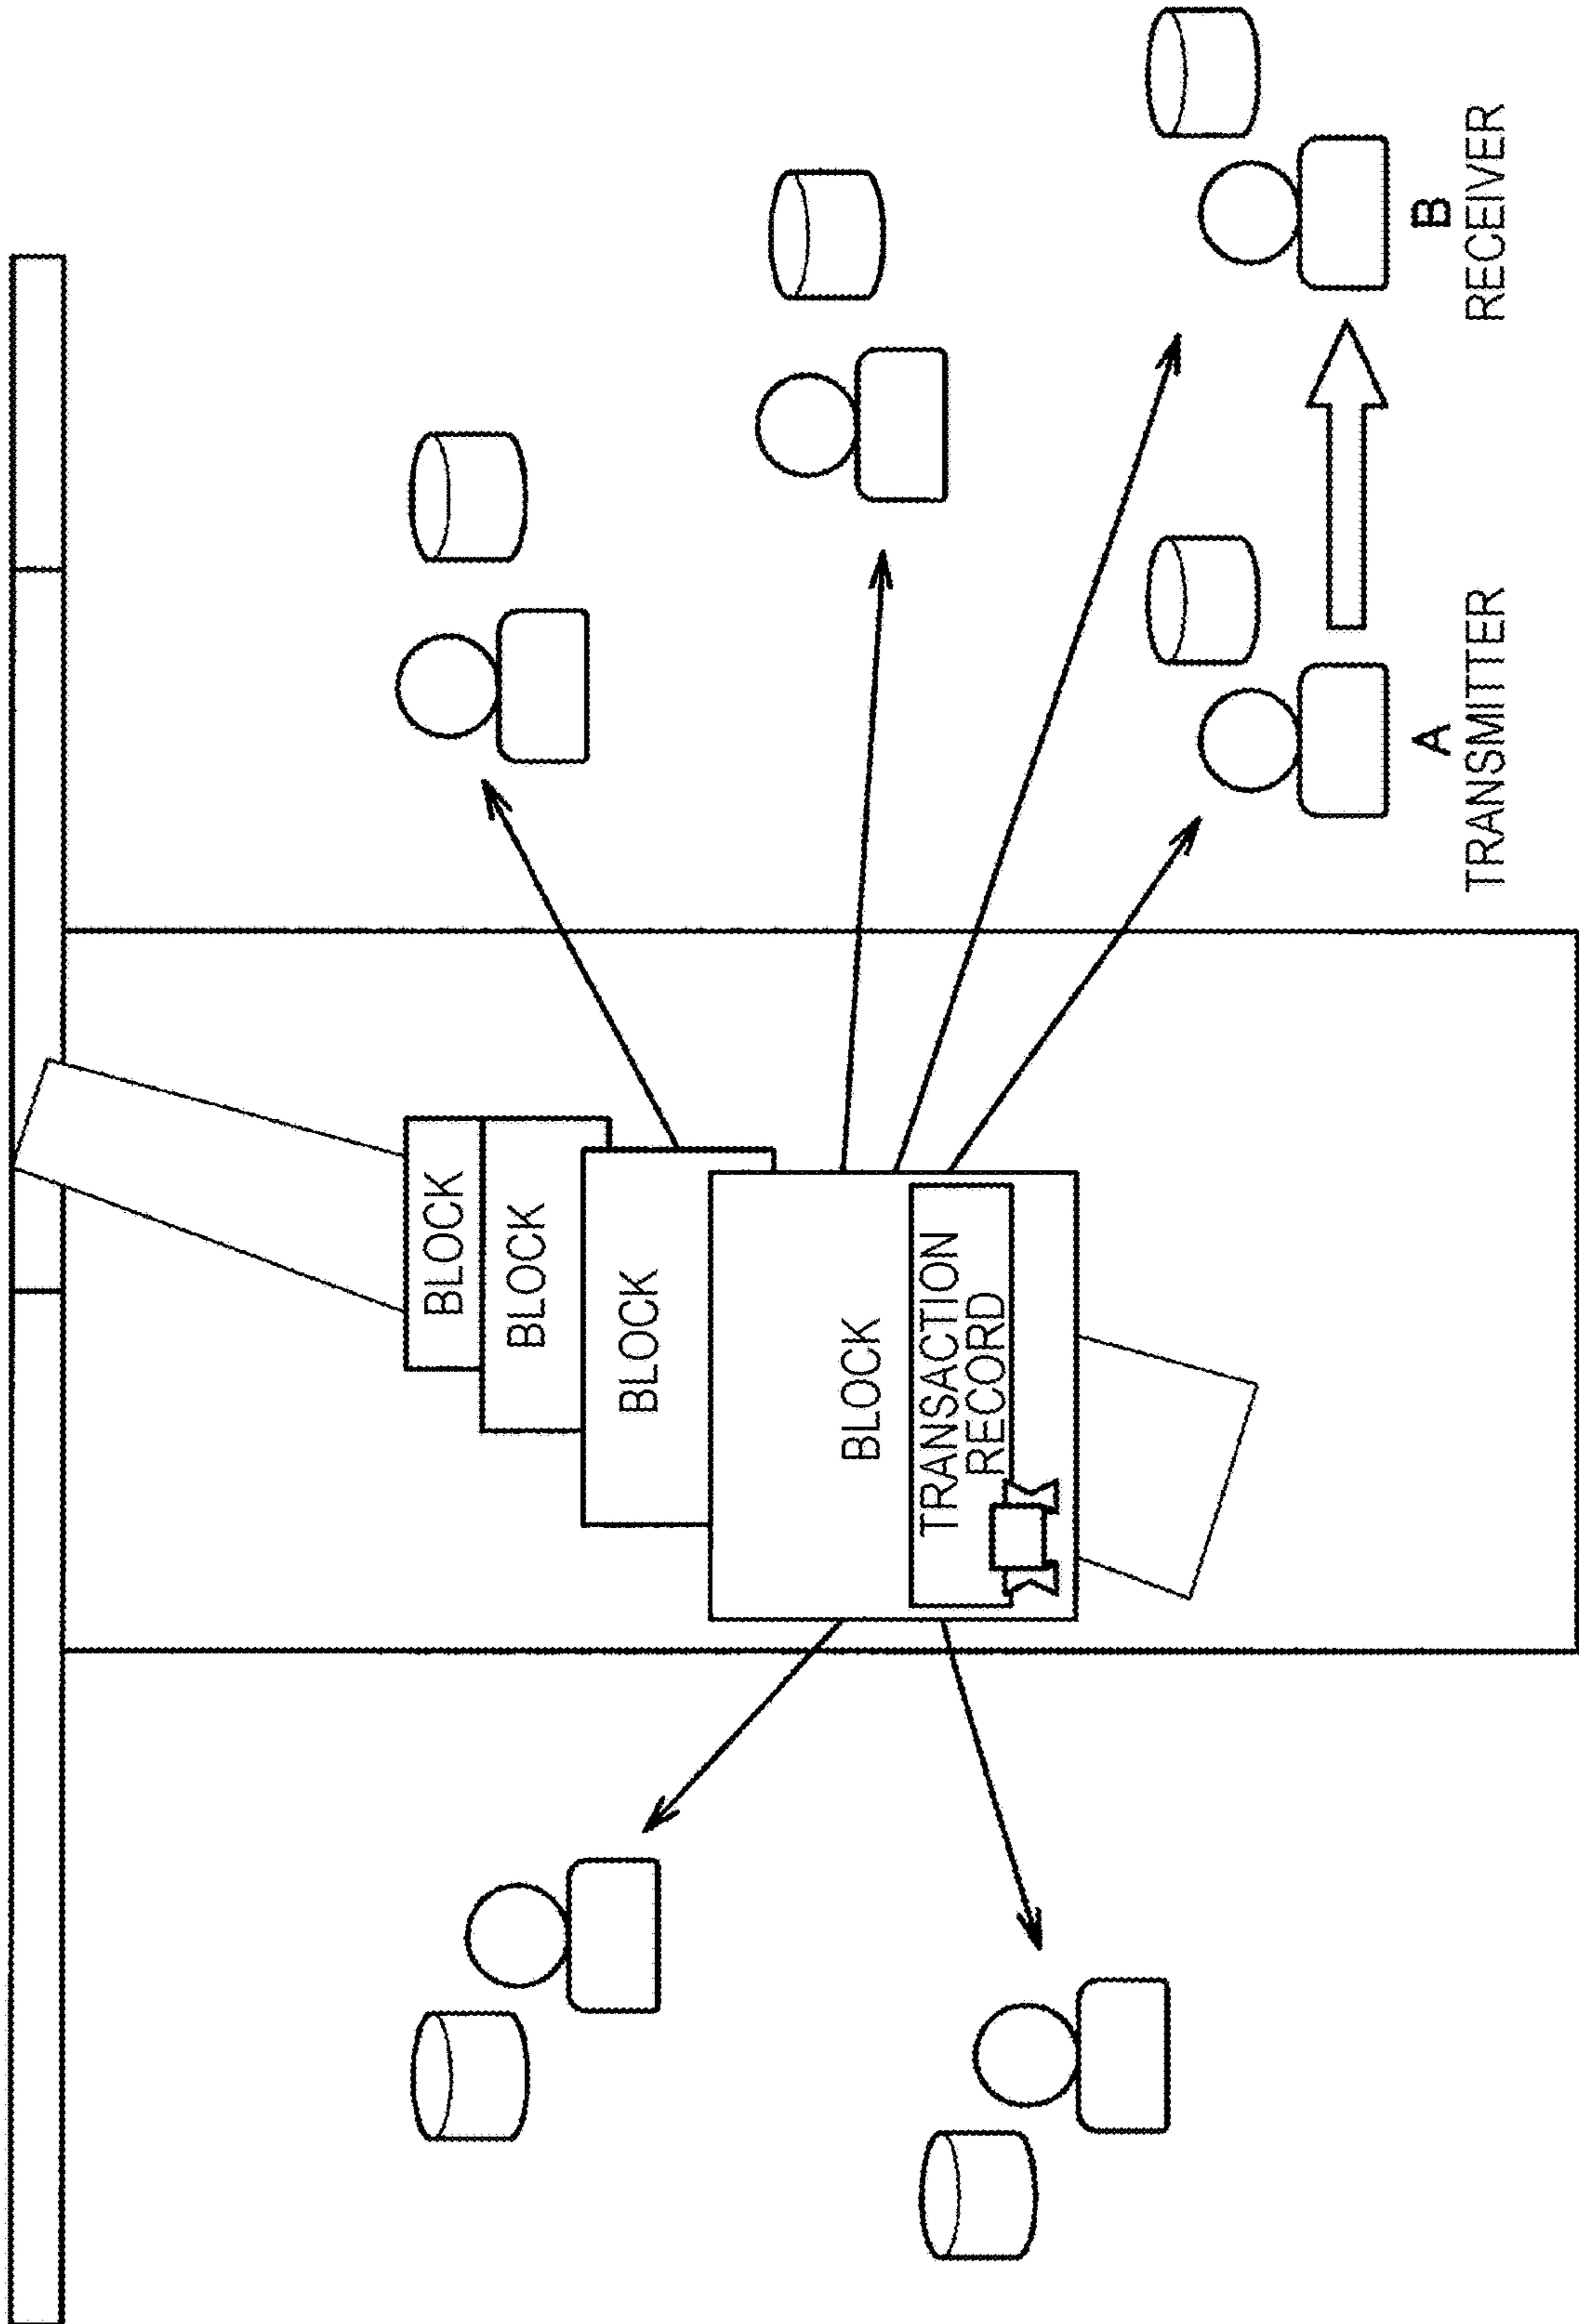 BLOCK
BLOCK
BLOCK
BLOCK
TRANSACTION
RECORD
A
TRANSMITTER
B
RECEIVER